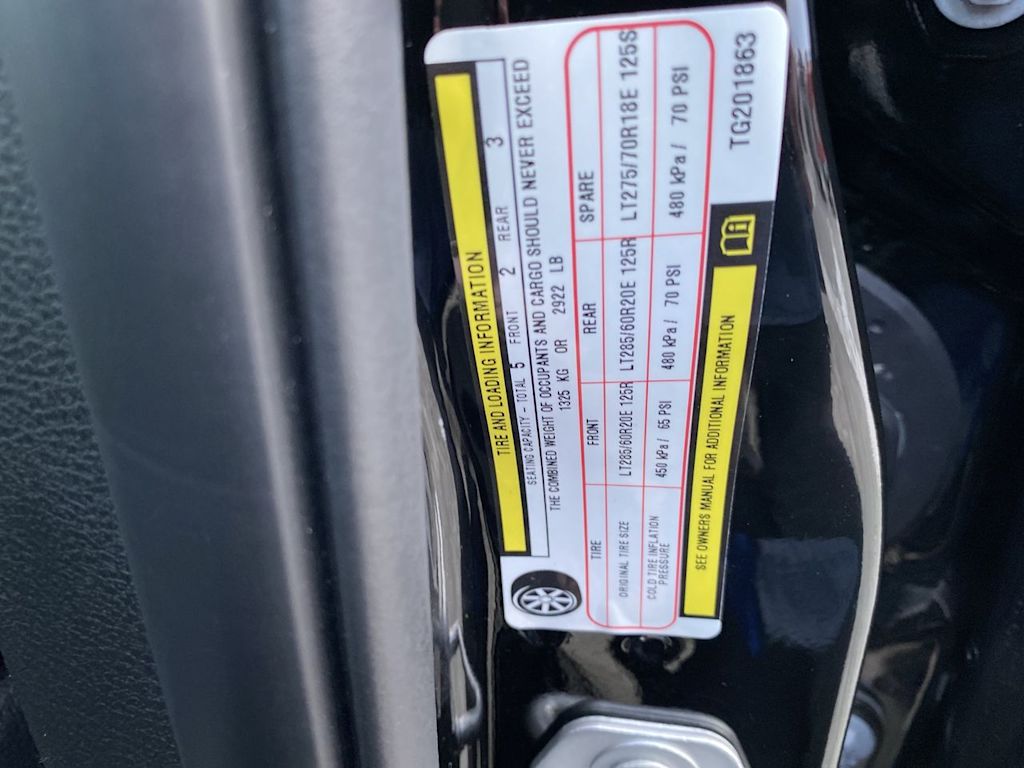 TIRE AND LOADING INFORMATION
SEATING CAPACITY - TOTAL 5 FRONT 2 REAR 3
THE COMBINED WEIGHT OF OCCUPANTS AND CARGO SHOULD NEVER EXCEED
1325 KG OR 2922 LB
TIRE FRONT REAR SPARE
ORIGINAL TIRE SIZE LT285/60R20E 125R LT285/60R20E 125R LT275/70R18E 125S
COLD TIRE INFLATION
PRESSURE 450 kPa/ 65 PSI 480 kPa/ 70 PSI 480 kPa/ 70 PSI
SEE OWNERS MANUAL FOR ADDITIONAL INFORMATION
TG201863